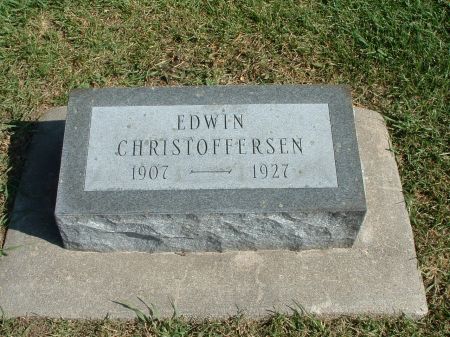 EDWIN
CHRISTOFFERSEN
1907 — 1927